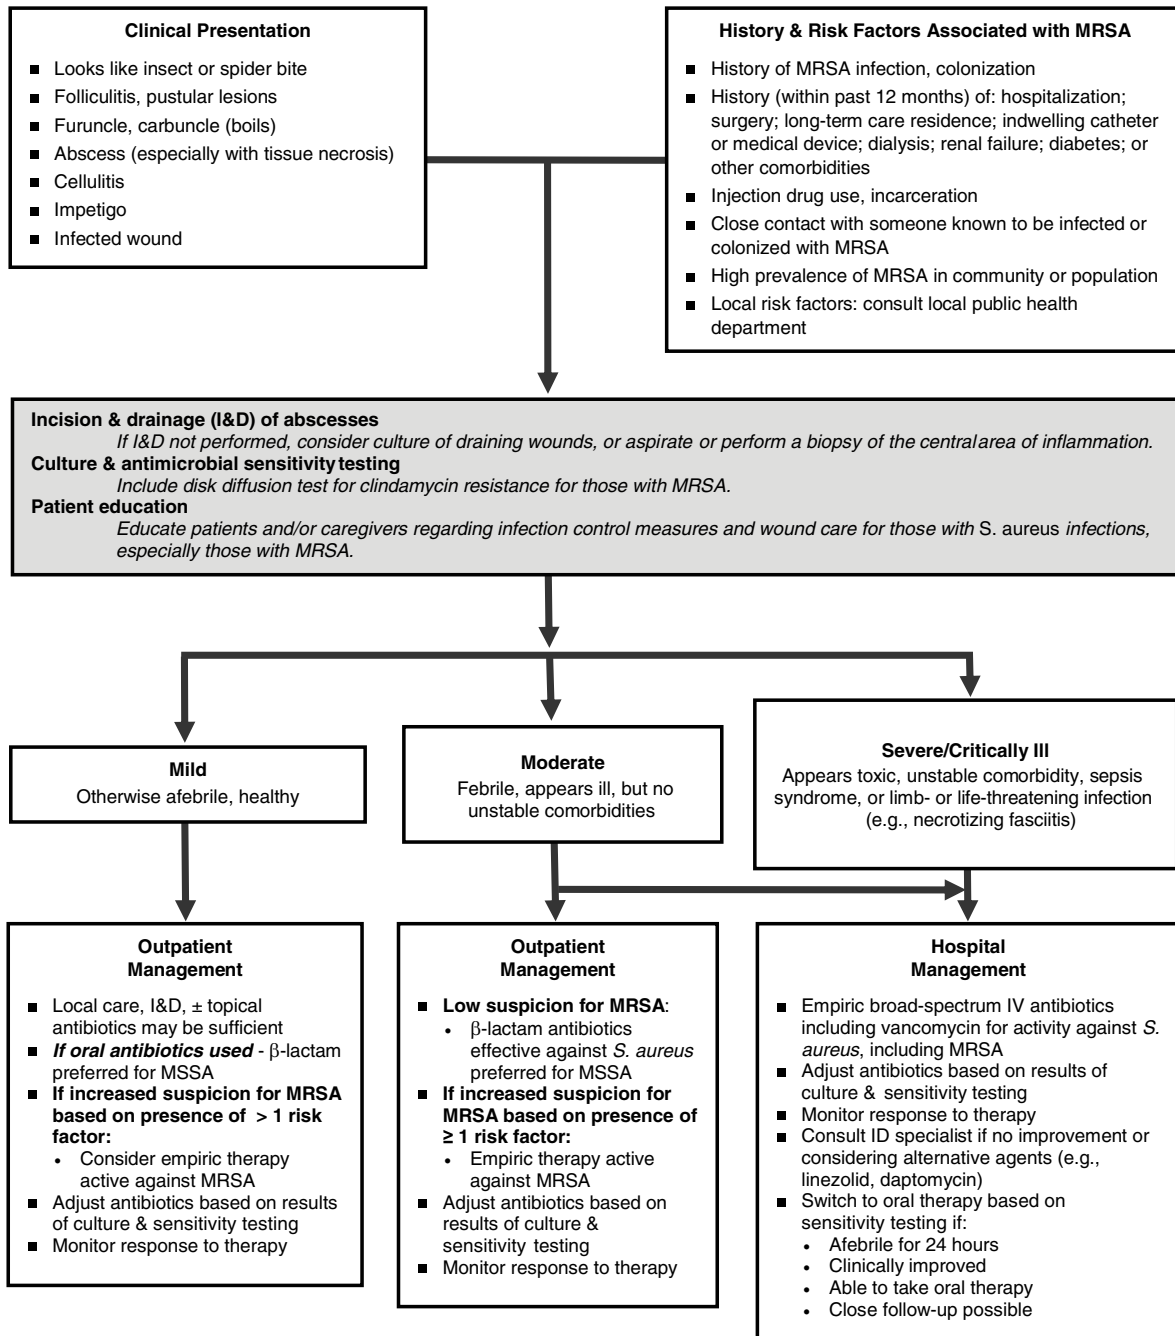 Clinical Presentation
■ Looks like insect or spider bite
■ Folliculitis, pustular lesions
■ Furuncle, carbuncle (boils)
■ Abscess (especially with tissue necrosis)
■ Cellulitis
■ Impetigo
■ Infected wound
History & Risk Factors Associated with MRSA
■ History of MRSA infection, colonization
■ History (within past 12 months) of: hospitalization;
surgery; long-term care residence; indwelling catheter
or medical device; dialysis; renal failure; diabetes; or
other comorbidities
■ Injection drug use, incarceration
■ Close contact with someone known to be infected or
colonized with MRSA
■ High prevalence of MRSA in community or population
■ Local risk factors: consult local public health
department
Incision & drainage (I&D) of abscesses
If I&D not performed, consider culture of draining wounds, or aspirate or perform a biopsy of the central area of inflammation.
Culture & antimicrobial sensitivity testing
Include disk diffusion test for clindamycin resistance for those with MRSA.
Patient education
Educate patients and/or caregivers regarding infection control measures and wound care for those with S. aureus infections,
especially those with MRSA.
Mild
Otherwise afebrile, healthy
Moderate
Febrile, appears ill, but no
unstable comorbidities
Severe/Critically Ill
Appears toxic, unstable comorbidity, sepsis
syndrome, or limb- or life-threatening infection
(e.g., necrotizing fasciitis)
Outpatient
Management
■ Local care, I&D, ± topical
antibiotics may be sufficient
■ If oral antibiotics used - β-lactam
preferred for MSSA
■ If increased suspicion for MRSA
based on presence of > 1 risk
factor:
• Consider empiric therapy
active against MRSA
■ Adjust antibiotics based on results
of culture & sensitivity testing
■ Monitor response to therapy
Outpatient
Management
■ Low suspicion for MRSA:
• β-lactam antibiotics
effective against S. aureus
preferred for MSSA
■ If increased suspicion for
MRSA based on presence of
≥ 1 risk factor:
• Empiric therapy active
against MRSA
■ Adjust antibiotics based on
results of culture &
sensitivity testing
■ Monitor response to therapy
Hospital
Management
■ Empiric broad-spectrum IV antibiotics
including vancomycin for activity against S.
aureus, including MRSA
■ Adjust antibiotics based on results of
culture & sensitivity testing
■ Monitor response to therapy
■ Consult ID specialist if no improvement or
considering alternative agents (e.g.,
linezolid, daptomycin)
■ Switch to oral therapy based on
sensitivity testing if:
• Afebrile for 24 hours
• Clinically improved
• Able to take oral therapy
• Close follow-up possible